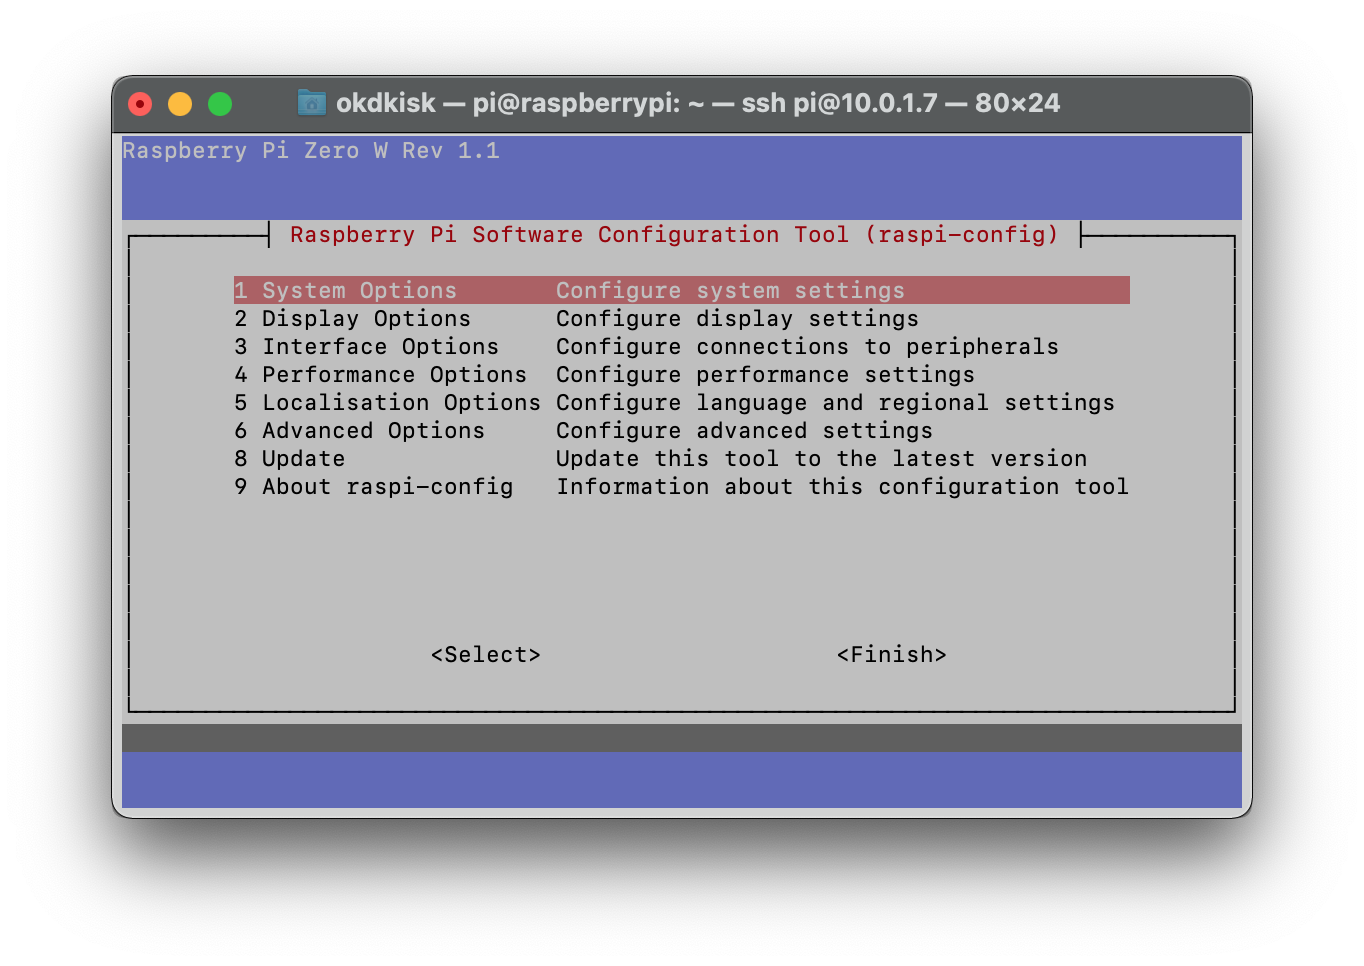 okdkisk — pi@raspberrypi: ~ — ssh pi@10.0.1.7 — 80×24
Raspberry Pi Zero W Rev 1.1
Raspberry Pi Software Configuration Tool (raspi-config)
1 System Options       Configure system settings
2 Display Options      Configure display settings
3 Interface Options    Configure connections to peripherals
4 Performance Options  Configure performance settings
5 Localisation Options Configure language and regional settings
6 Advanced Options     Configure advanced settings
8 Update               Update this tool to the latest version
9 About raspi-config   Information about this configuration tool
<Select>                     <Finish>